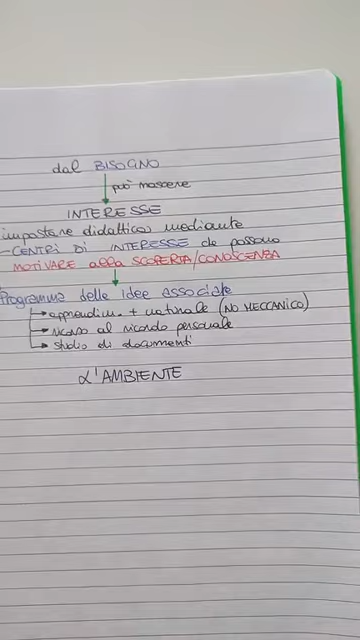 dal BISOGNO
può nascere
INTERESSE
impostare didattica mediante
- CENTRI DI INTERESSE che possono
MOTIVARE alla SCOPERTA/CONOSCENZA
Programma delle idee associate
apprendim. + naturale (NO MECCANICO)
ricorso al ricordo personale
studio di documenti
L'AMBIENTE